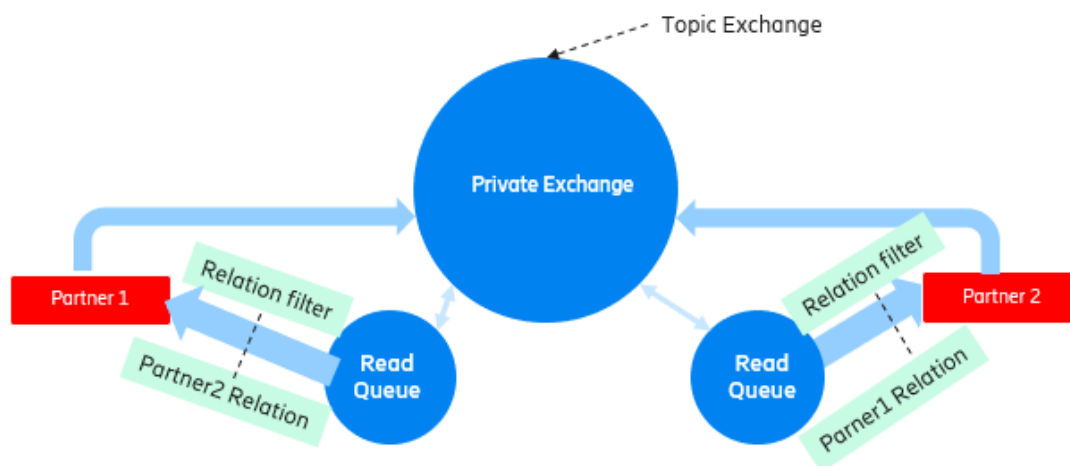 Topic Exchange
Private Exchange
Partner 1
Relation filter
Partner2 Relation
Read
Queue
Read
Queue
Relation filter
Parner1 Relation
Partner 2